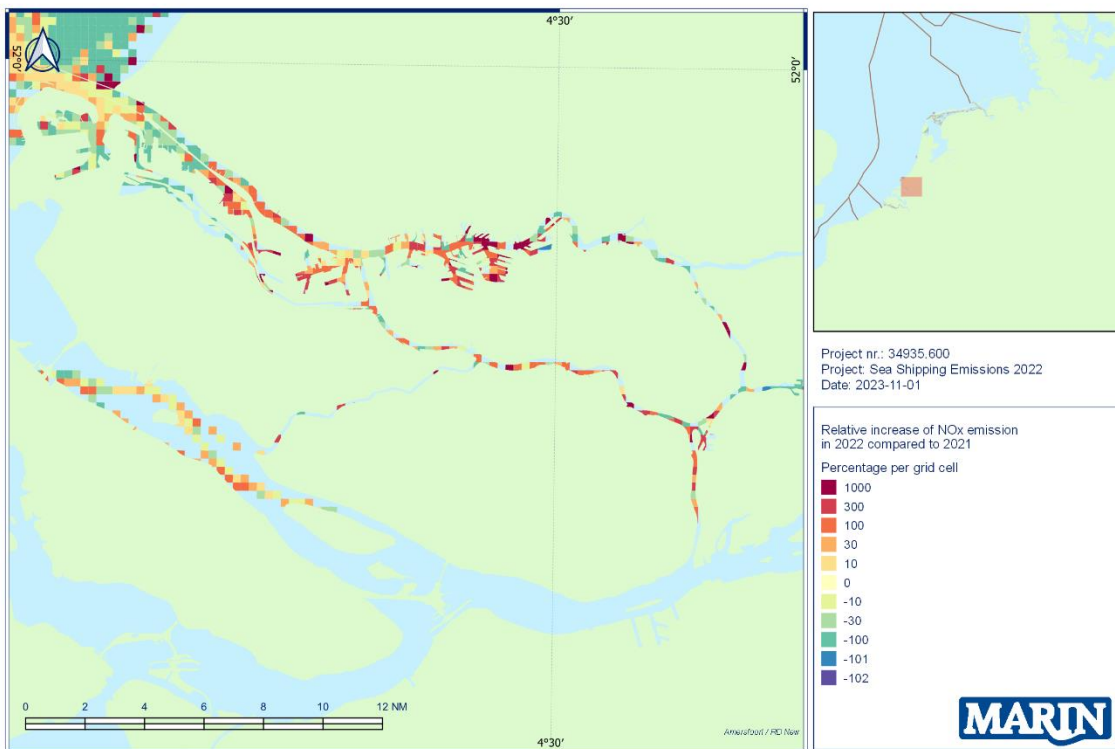 4°30'
52°0'
52°0'
0 2 4 6 8 10 12 NM
Amersfoort / RD New
4°30'
Project nr.: 34935.600
Project: Sea Shipping Emissions 2022
Date: 2023-11-01
Relative increase of NOx emission
in 2022 compared to 2021
Percentage per grid cell
1000
300
100
30
10
0
-10
-30
-100
-101
-102
MARIN